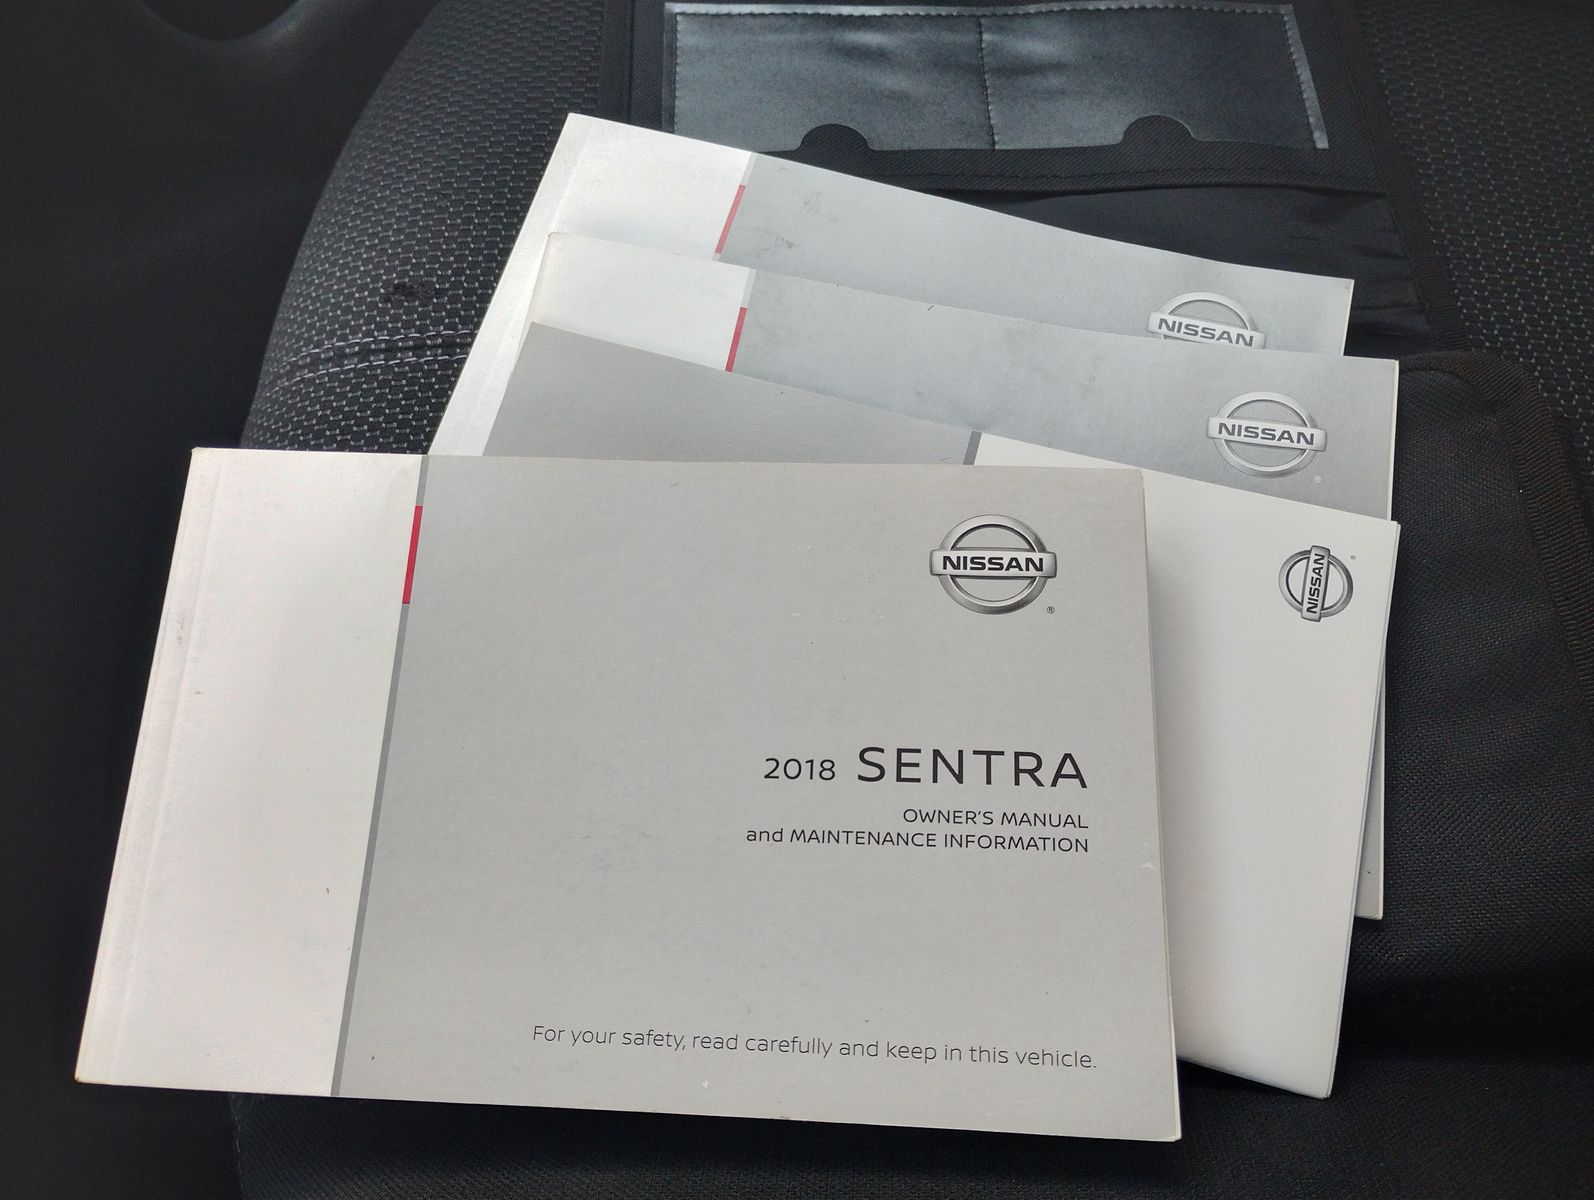 NISSAN
NISSAN
NISSAN
NISSAN
2018 SENTRA
OWNER'S MANUAL
and MAINTENANCE INFORMATION
For your safety, read carefully and keep in this vehicle.